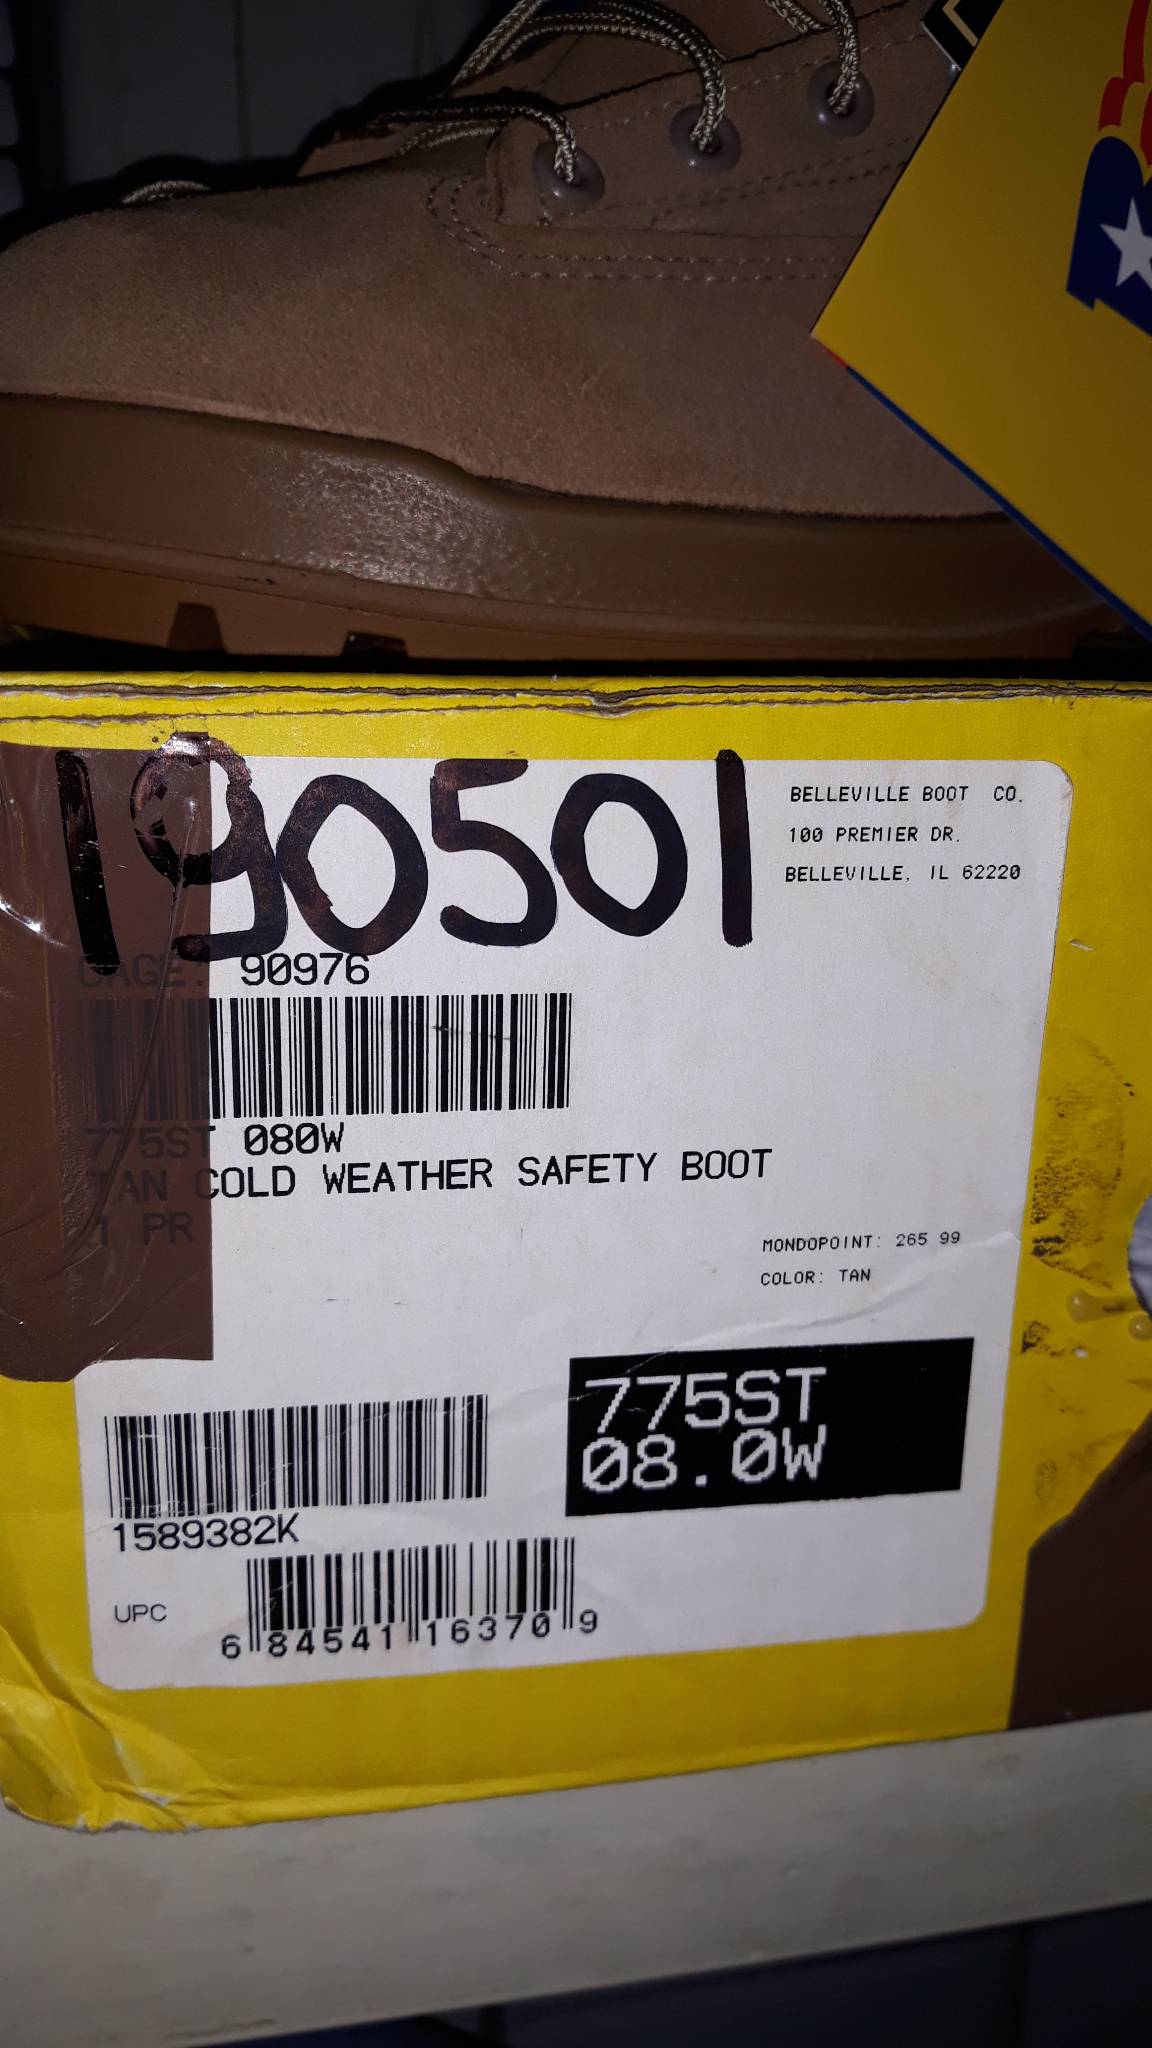 190501
BELLEVILLE BOOT CO.
100 PREMIER DR.
BELLEVILLE, IL 62220
CAGE: 90976
775ST 080W
TAN COLD WEATHER SAFETY BOOT
1 PR
MONDOPOINT: 265 99
COLOR: TAN
775ST
08.0W
1589382K
UPC
6 84541 16370 9